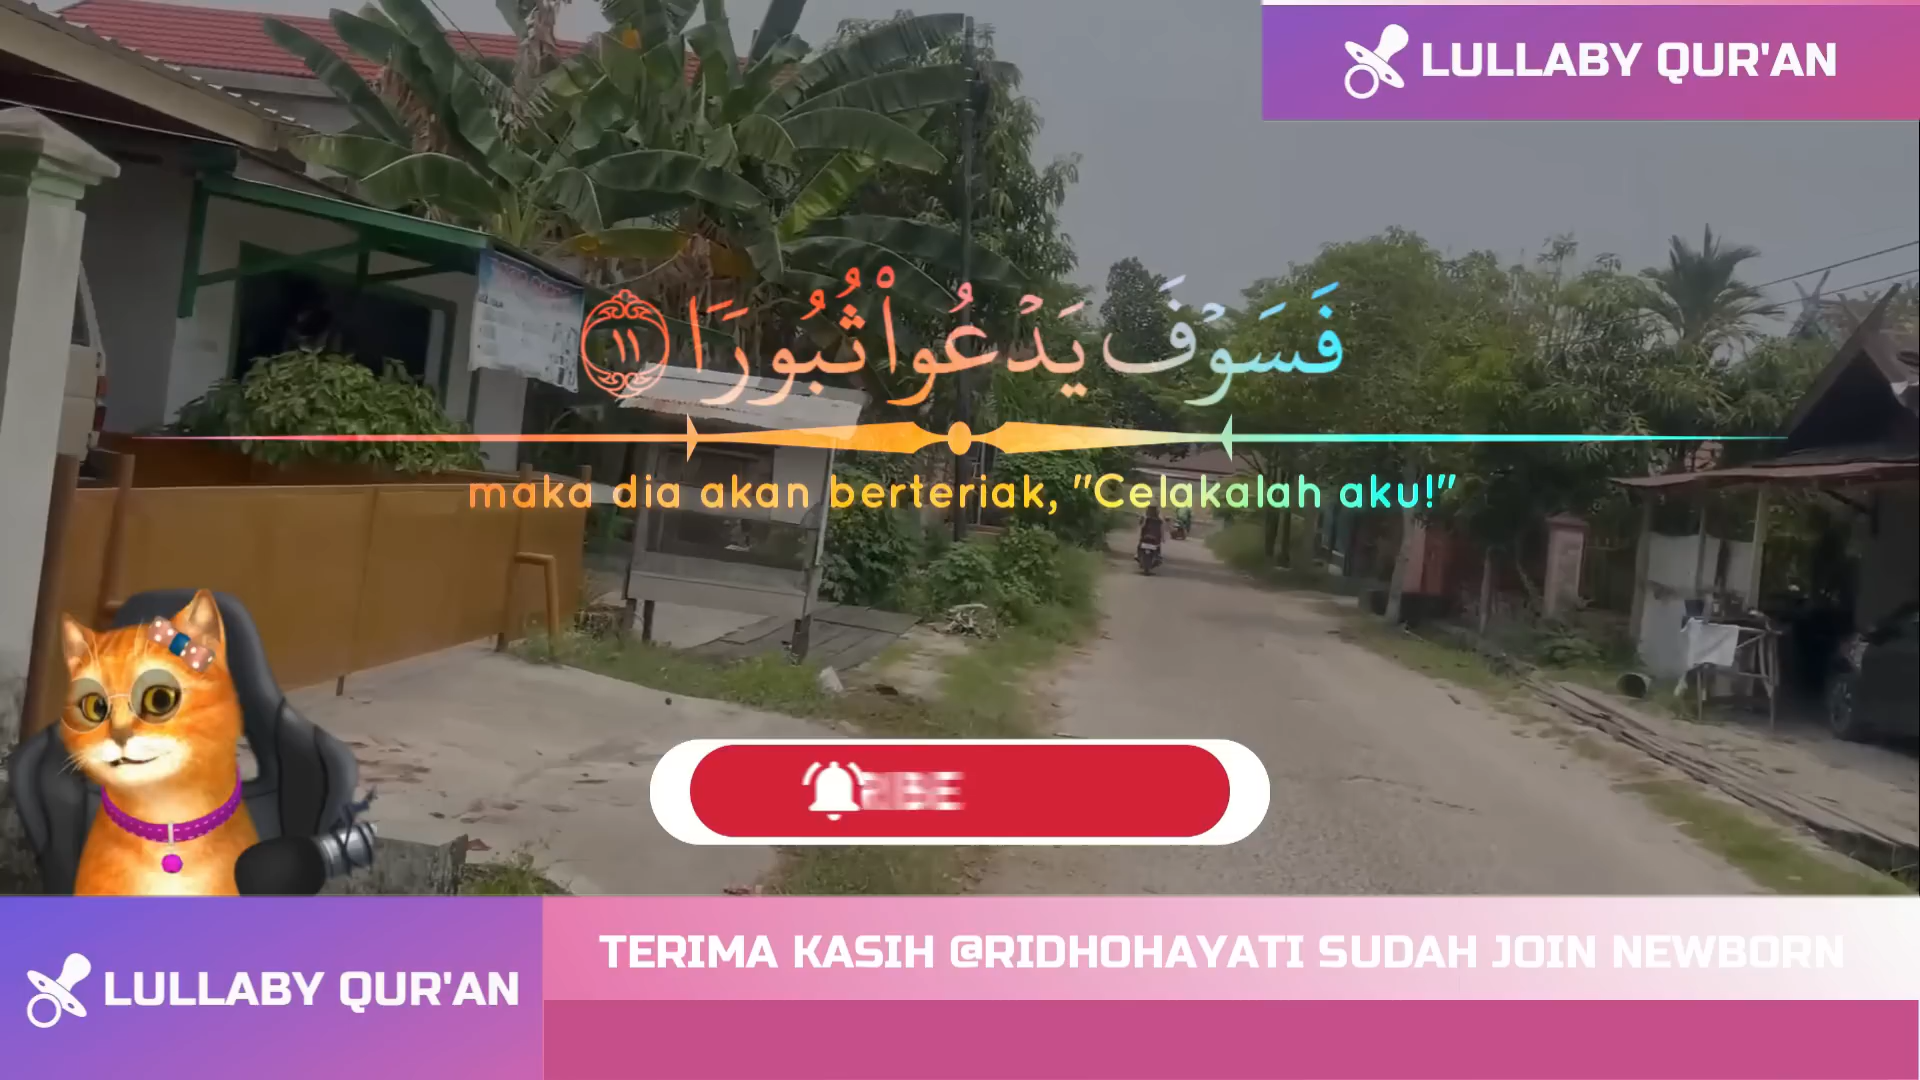 LULLABY QUR'AN
فَسَوْفَ يَدْعُوا۟ ثُبُورًا ١١
maka dia akan berteriak, "Celakalah aku!"
RIBE
LULLABY QUR'AN
TERIMA KASIH @RIDHOHAYATI SUDAH JOIN NEWBORN